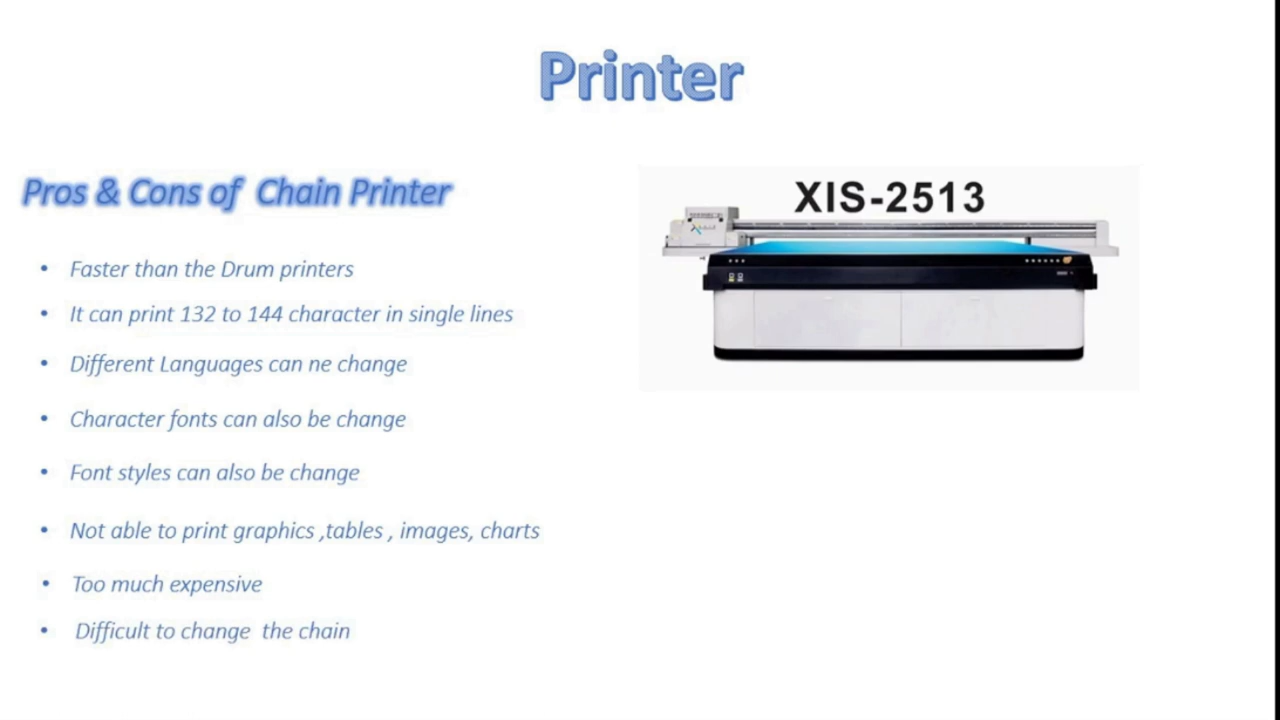 Printer
Pros & Cons of Chain Printer
• Faster than the Drum printers
• It can print 132 to 144 character in single lines
• Different Languages can ne change
• Character fonts can also be change
• Font styles can also be change
• Not able to print graphics ,tables , images, charts
• Too much expensive
• Difficult to change the chain
XIS-2513